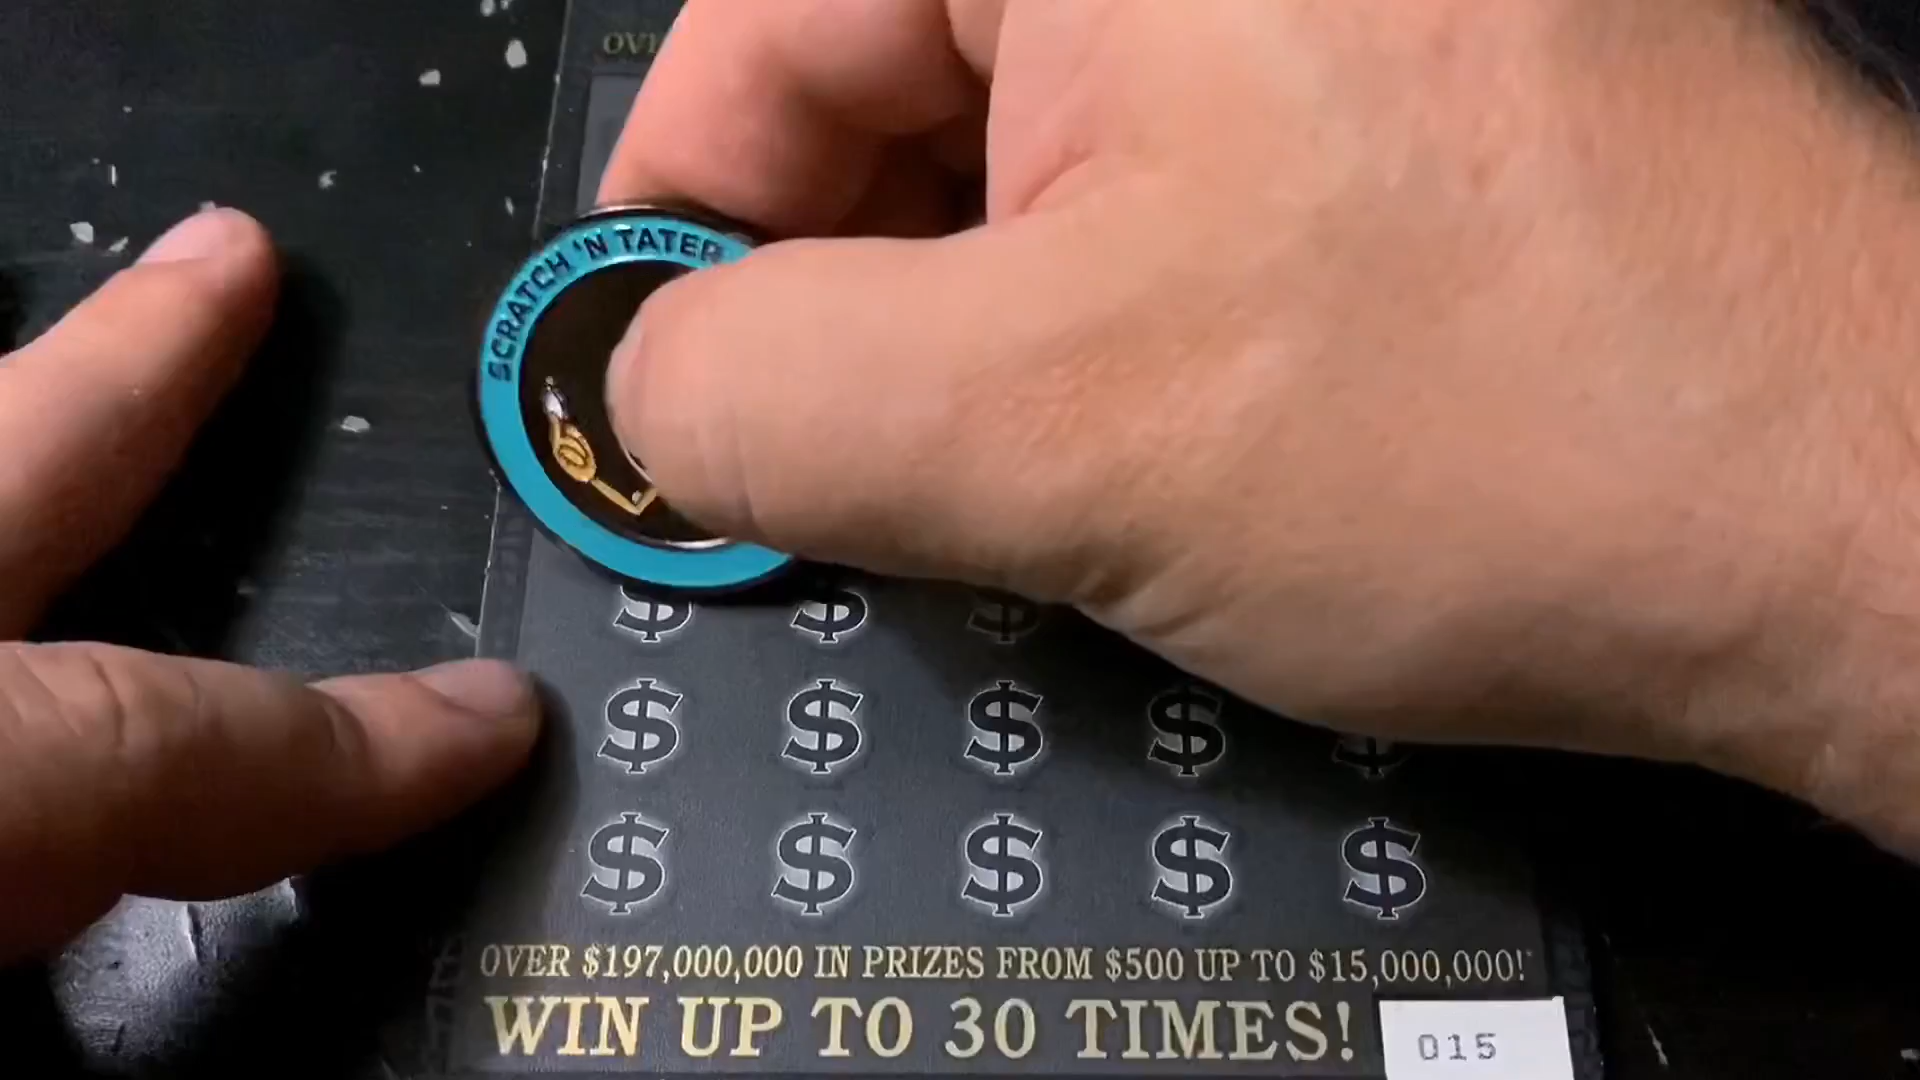 SCRATCH 'N TATER
$ $ $
$ $ $ $ $
$ $ $ $ $
OVER $197,000,000 IN PRIZES FROM $500 UP TO $15,000,000!*
WIN UP TO 30 TIMES!
015